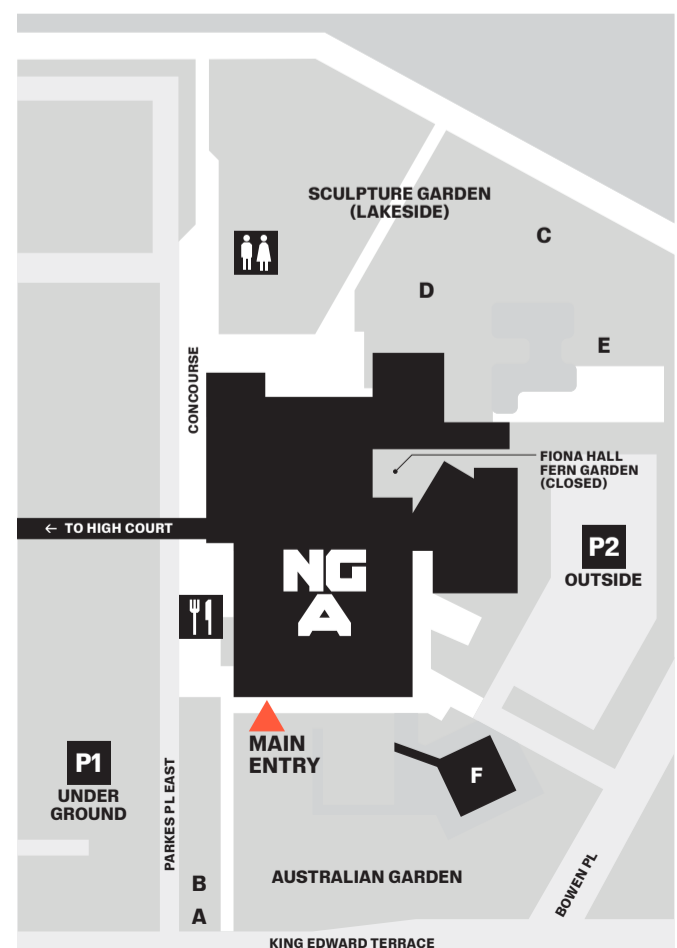 SCULPTURE GARDEN
(LAKESIDE)
C
D
E
CONCOURSE
FIONA HALL
FERN GARDEN
(CLOSED)
← TO HIGH COURT
P2
OUTSIDE
NG
A
MAIN
ENTRY
P1
UNDER
GROUND
F
PARKES PL EAST
BOWEN PL
B
AUSTRALIAN GARDEN
A
KING EDWARD TERRACE